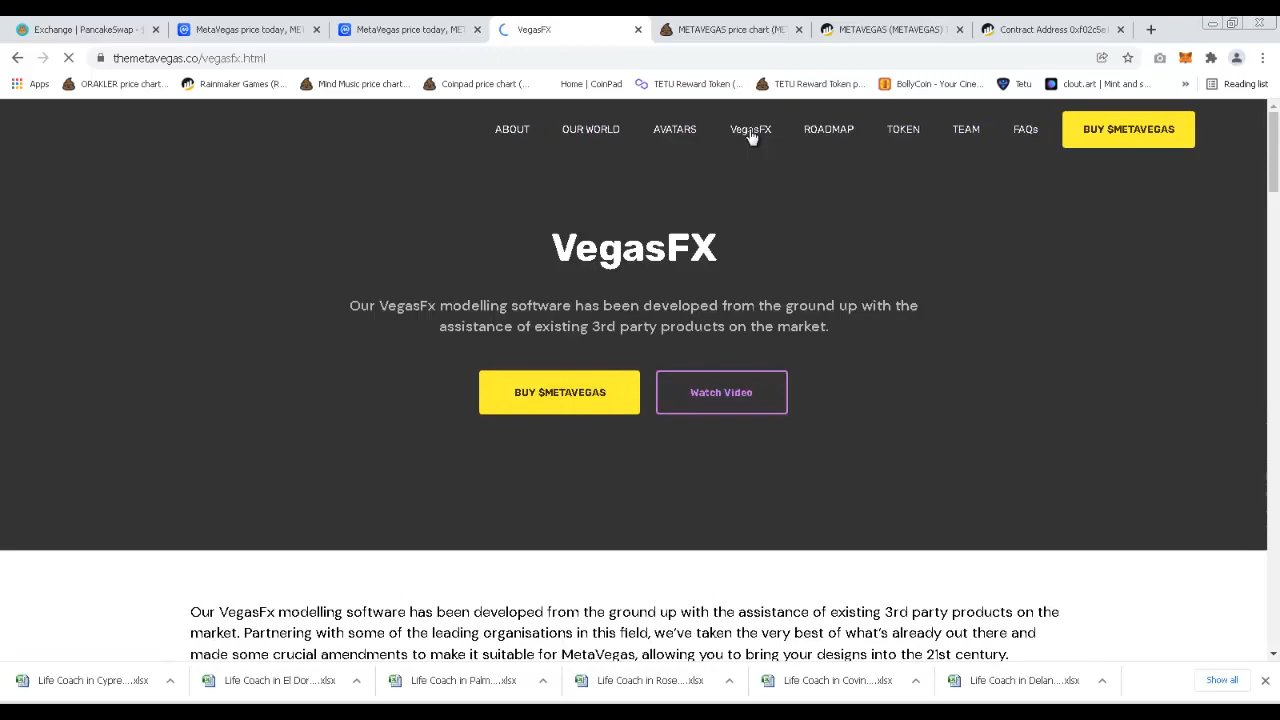 Exchange | PancakeSwap -
MetaVegas price today, ME
MetaVegas price today, ME
VegasFX
METAVEGAS price chart (ME
METAVEGAS (METAVEGAS)
Contract Address 0xf02c5e
themetavegas.co/vegasfx.html
Apps
ORAKLER price chart...
Rainmaker Games (R...
Mind Music price chart...
Coinpad price chart (...
Home | CoinPad
TETU Reward Token (...
TETU Reward Token p...
BollyCoin - Your Cine...
Tetu
clout.art | Mint and s...
»
Reading list
ABOUT
OUR WORLD
AVATARS
VegasFX
ROADMAP
TOKEN
TEAM
FAQs
BUY $METAVEGAS
VegasFX
Our VegasFx modelling software has been developed from the ground up with the
assistance of existing 3rd party products on the market.
BUY $METAVEGAS
Watch Video
Our VegasFx modelling software has been developed from the ground up with the assistance of existing 3rd party products on the
market. Partnering with some of the leading organisations in this field, we've taken the very best of what's already out there and
made some crucial amendments to make it suitable for MetaVegas, allowing you to bring your designs into the 21st century.
Life Coach in Cypre....xlsx
Life Coach in El Dor....xlsx
Life Coach in Palm....xlsx
Life Coach in Rose....xlsx
Life Coach in Covin....xlsx
Life Coach in Delan....xlsx
Show all